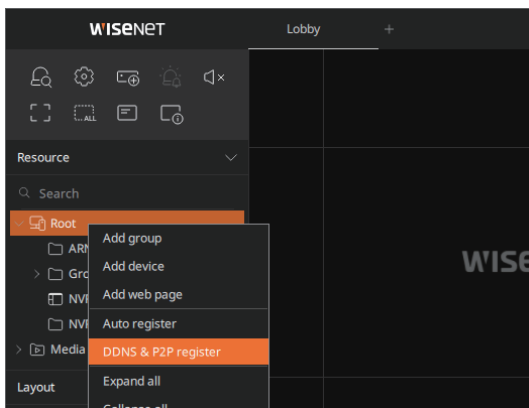 WISENET
Lobby
+
ALL
Resource
Search
Root
Add group
Add device
Add web page
Auto register
Media
DDNS & P2P register
Layout
Expand all